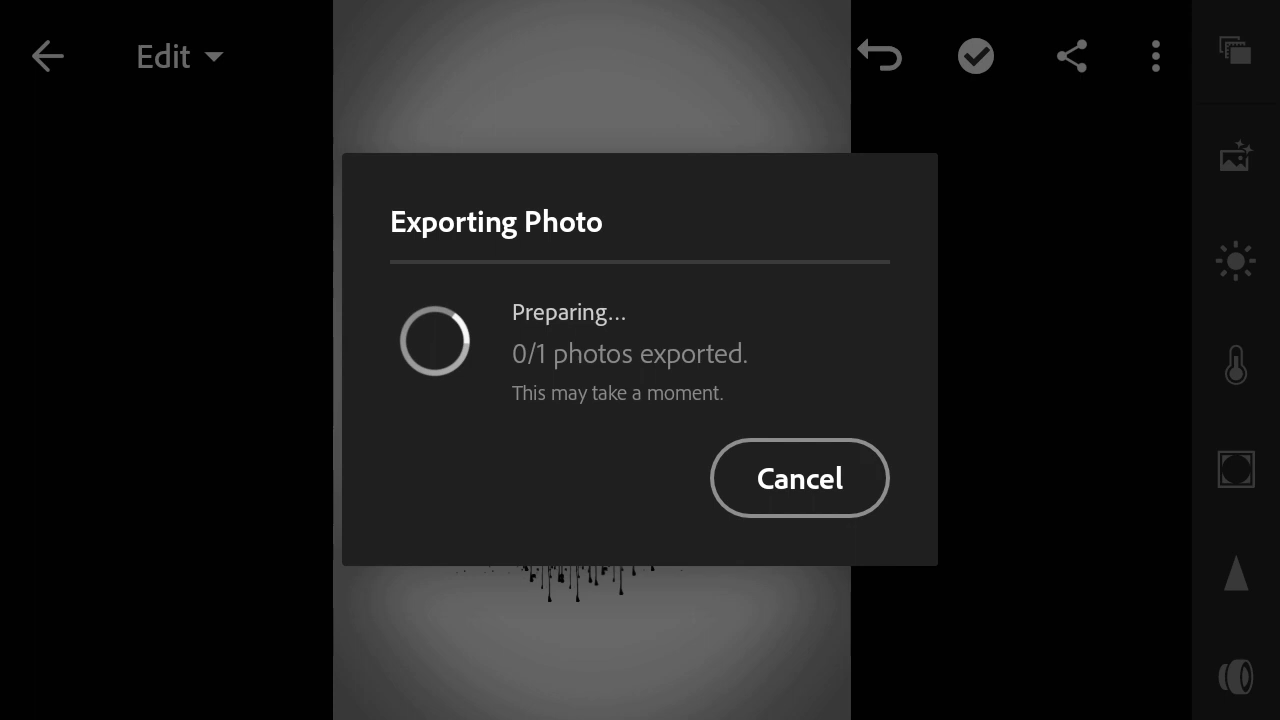 Edit
Exporting Photo
Preparing...
0/1 photos exported.
This may take a moment.
Cancel